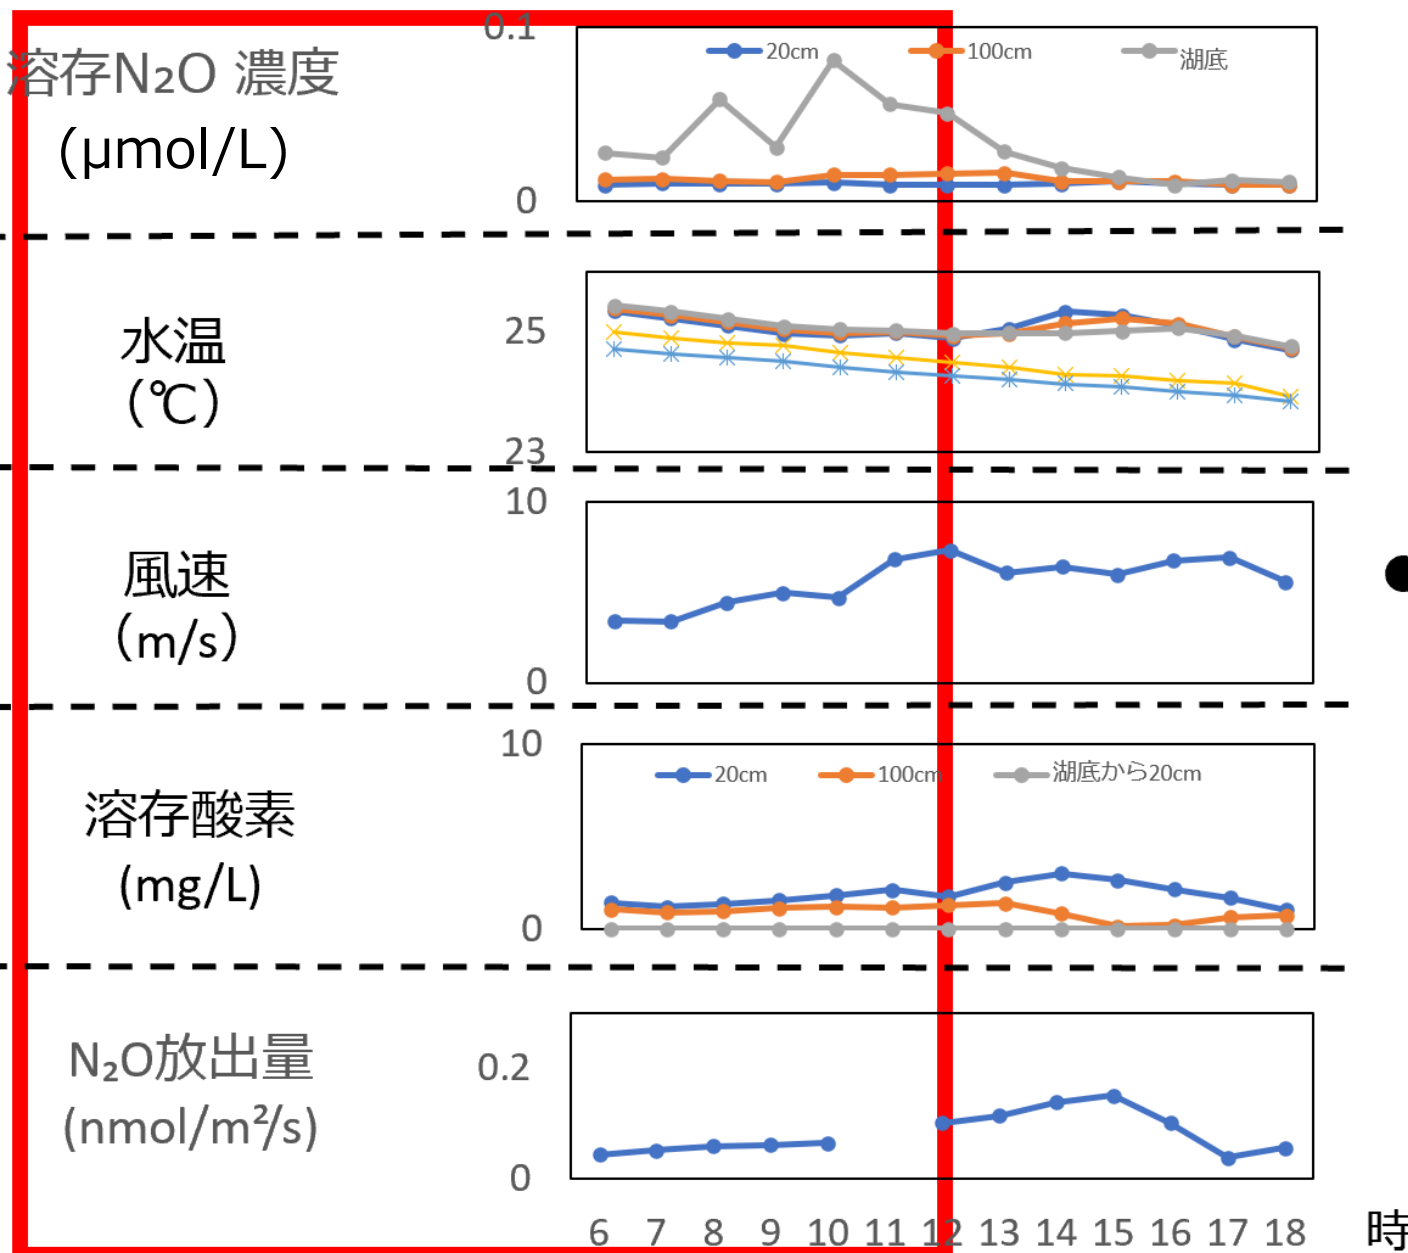 溶存N₂O 濃度
(μmol/L)
0.1
20cm
100cm
湖底
0
水温
（℃）
25
23
風速
（m/s）
10
0
溶存酸素
(mg/L)
10
20cm
100cm
湖底から20cm
0
N₂O放出量
(nmol/m²/s)
0.2
0
6 7 8 9 10 11 12 13 14 15 16 17 18
時